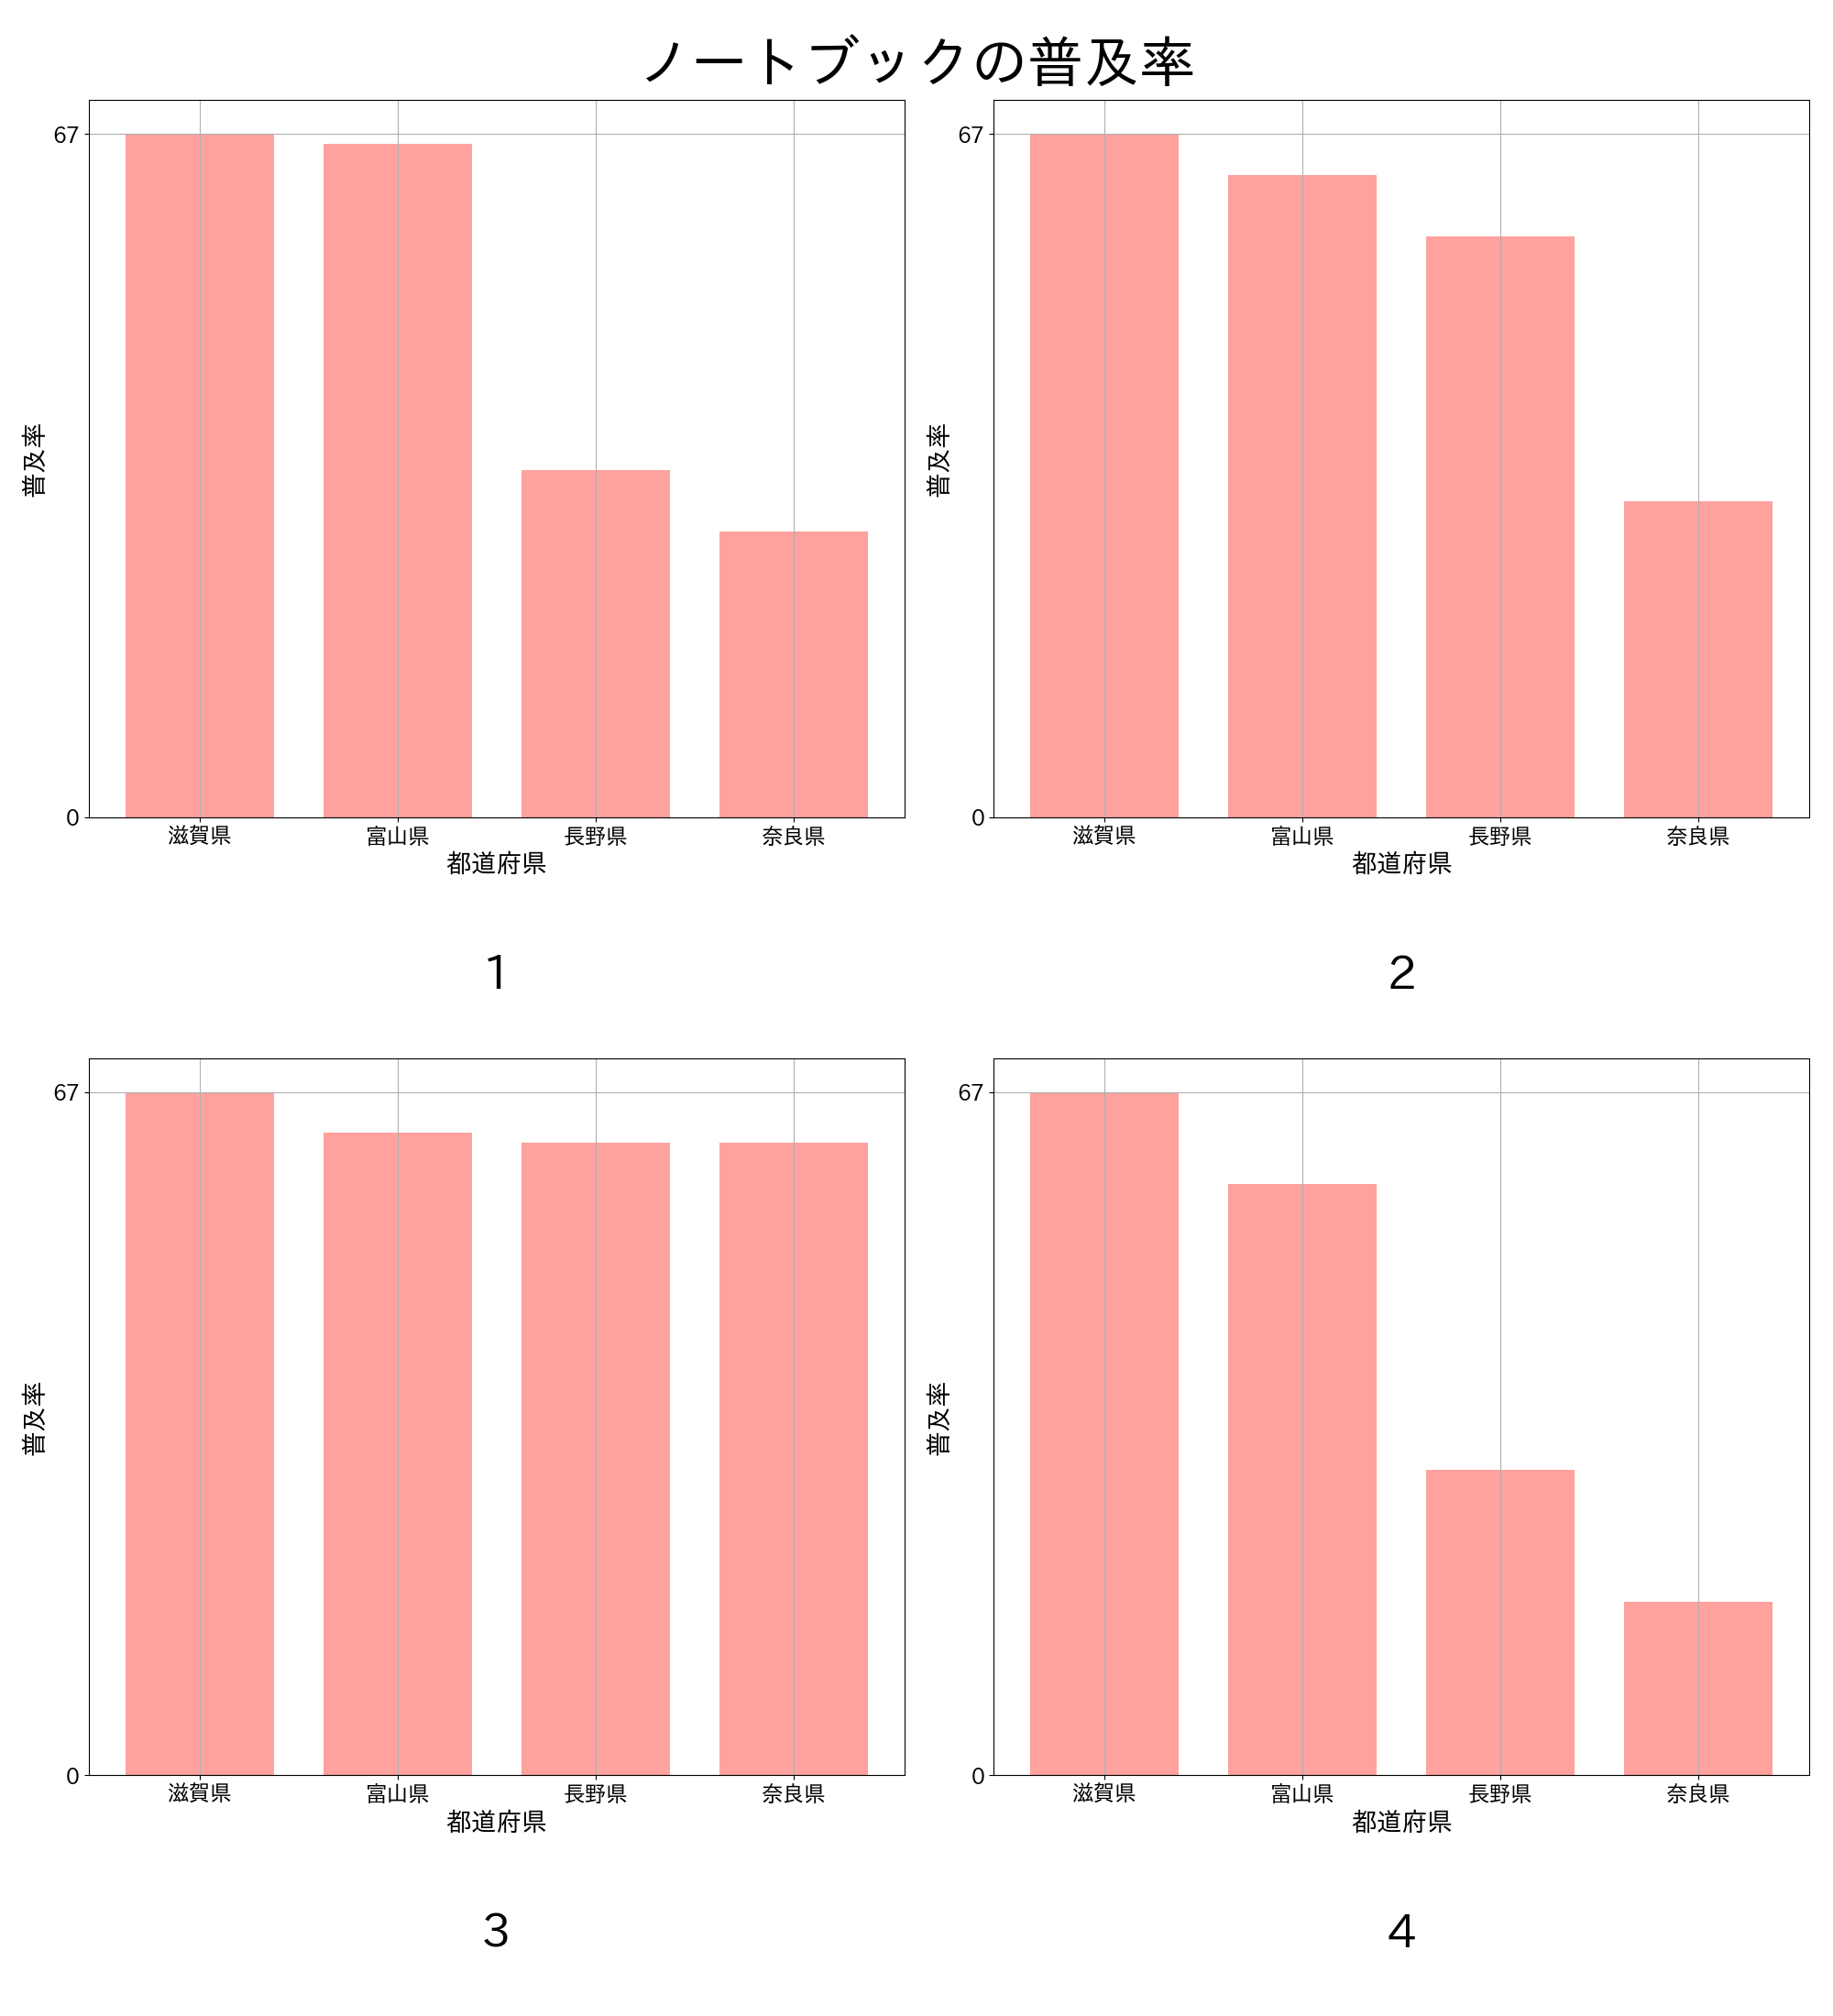 ノートブックの普及率
67
0
普及率
滋賀県 富山県 長野県 奈良県
都道府県
1
67
0
普及率
滋賀県 富山県 長野県 奈良県
都道府県
2
67
0
普及率
滋賀県 富山県 長野県 奈良県
都道府県
3
67
0
普及率
滋賀県 富山県 長野県 奈良県
都道府県
4